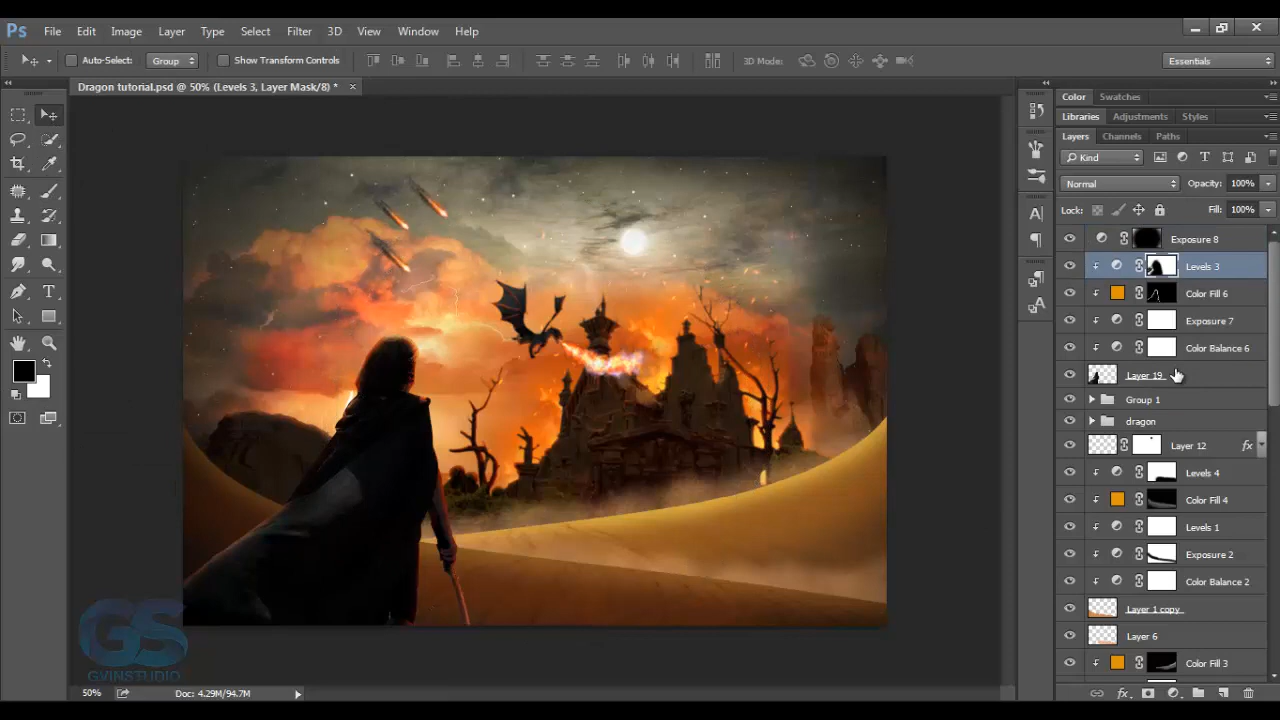 Ps File Edit Image Layer Type Select Filter 3D View Window Help
Auto-Select: Group Show Transform Controls 3D Mode: Essentials
Dragon tutorial.psd @ 50% (Levels 3, Layer Mask/8) *
Color Swatches
Libraries Adjustments Styles
Layers Channels Paths
Kind
Normal Opacity: 100%
Lock: Fill: 100%
Exposure 8
Levels 3
Color Fill 6
Exposure 7
Color Balance 6
Layer 19
Group 1
dragon
Layer 12 fx
Levels 4
Color Fill 4
Levels 1
Exposure 2
Color Balance 2
Layer 1 copy
Layer 6
Color Fill 3
GS
GVINSTUDIO
50% Doc: 4.29M/94.7M